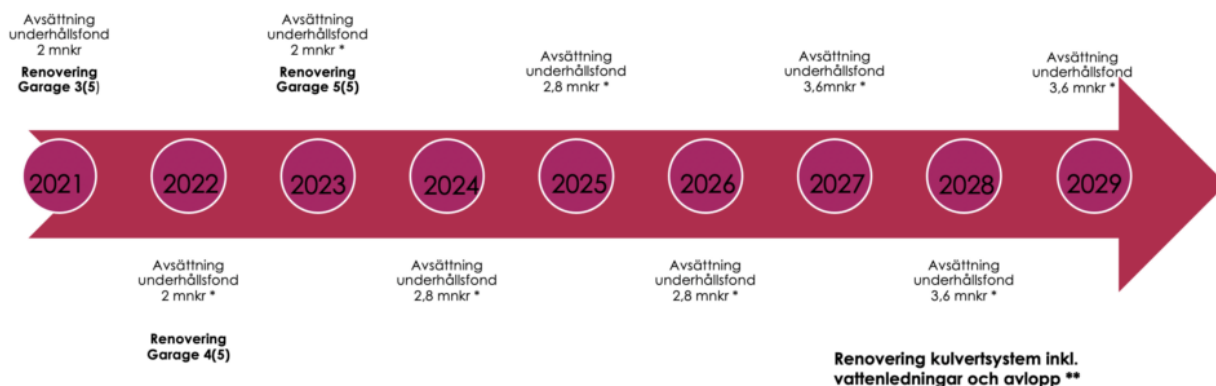 Avsättning
underhållsfond
2 mnkr
Renovering
Garage 3(5)
Avsättning
underhållsfond
2 mnkr *
Renovering
Garage 5(5)
Avsättning
underhållsfond
2,8 mnkr *
Avsättning
underhållsfond
3,6mnkr *
Avsättning
underhållsfond
3,6 mnkr *
2021
2022
2023
2024
2025
2026
2027
2028
2029
Avsättning
underhållsfond
2 mnkr *
Renovering
Garage 4(5)
Avsättning
underhållsfond
2,8 mnkr *
Avsättning
underhållsfond
2,8 mnkr *
Avsättning
underhållsfond
3,6 mnkr *
Renovering kulvertsystem inkl.
vattenledningar och avlopp **